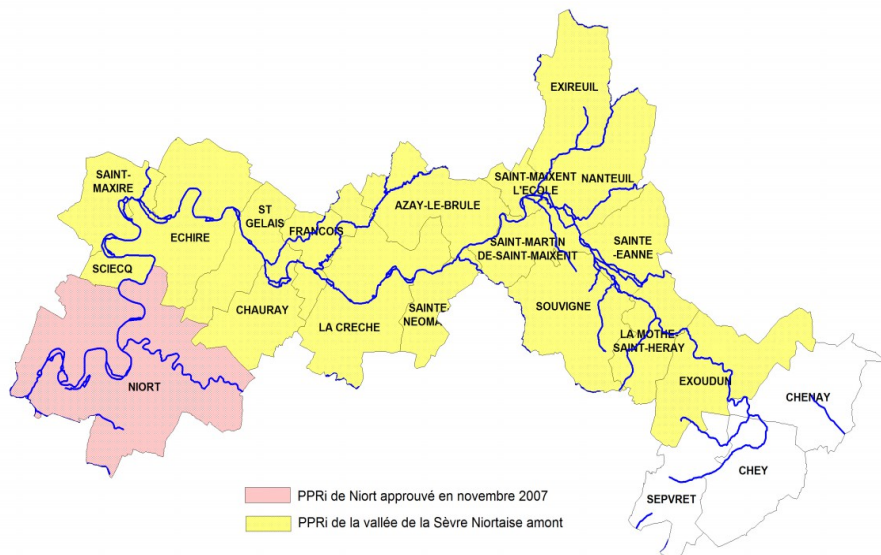 EXIREUIL
SAINT-
MAXIRE
SAINT-MAIXENT
L'ECOLE
NANTEUIL
AZAY-LE-BRULE
ST
GELAIS
FRANCOIS
ECHIRE
SAINT-MARTIN
DE-SAINT-MAIXENT
SAINTE
-EANNE
SCIECQ
CHAURAY
LA CRECHE
SAINTE
NEOMA
SOUVIGNE
LA MOTHE-
SAINT-HERAY
EXOUDUN
NIORT
CHENAY
CHEY
SEPVRET
PPRi de Niort approuvé en novembre 2007
PPRi de la vallée de la Sèvre Niortaise amont